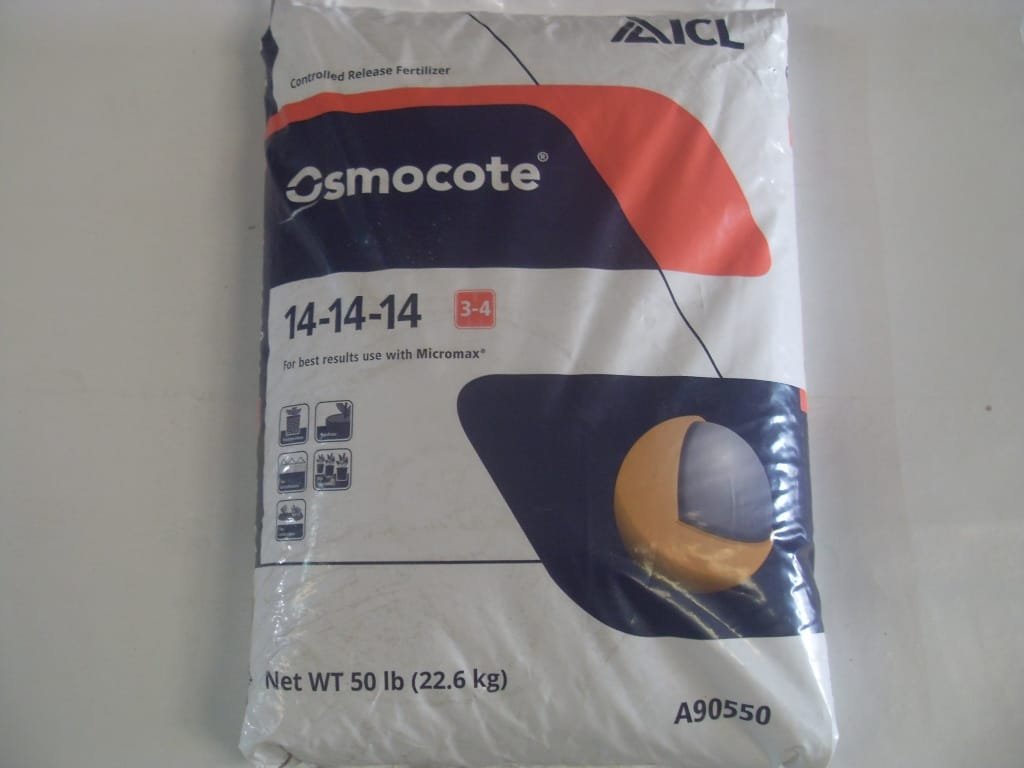 ICL
Controlled Release Fertilizer
Osmocote®
14-14-14
3-4
For best results use with Micromax®
Net WT 50 lb (22.6 kg)
A90550